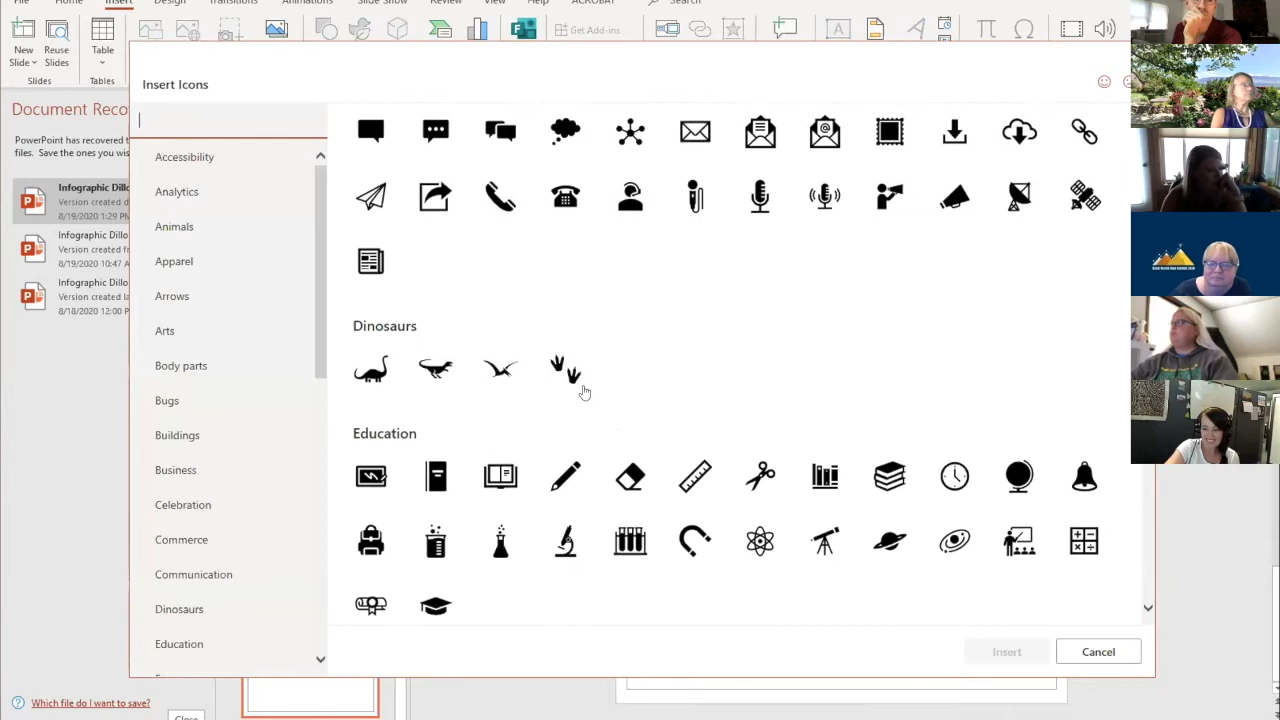 File Home Insert Design Transitions Animations Slide Show Review View Help ACROBAT Search
New Slide
Reuse Slides
Table
Get Add-ins
Slides
Tables
Insert Icons
Document Reco
PowerPoint has recovered t
files. Save the ones you wis
Infographic Dillo
Version created d
8/19/2020 1:29 PM
Infographic Dillo
Version created f
8/19/2020 10:47 A
Infographic Dillo
Version created la
8/18/2020 12:00 P
Accessibility
Analytics
Animals
Apparel
Arrows
Arts
Body parts
Bugs
Buildings
Business
Celebration
Commerce
Communication
Dinosaurs
Education
Dinosaurs
Education
Insert
Cancel
Which file do I want to save?
Close